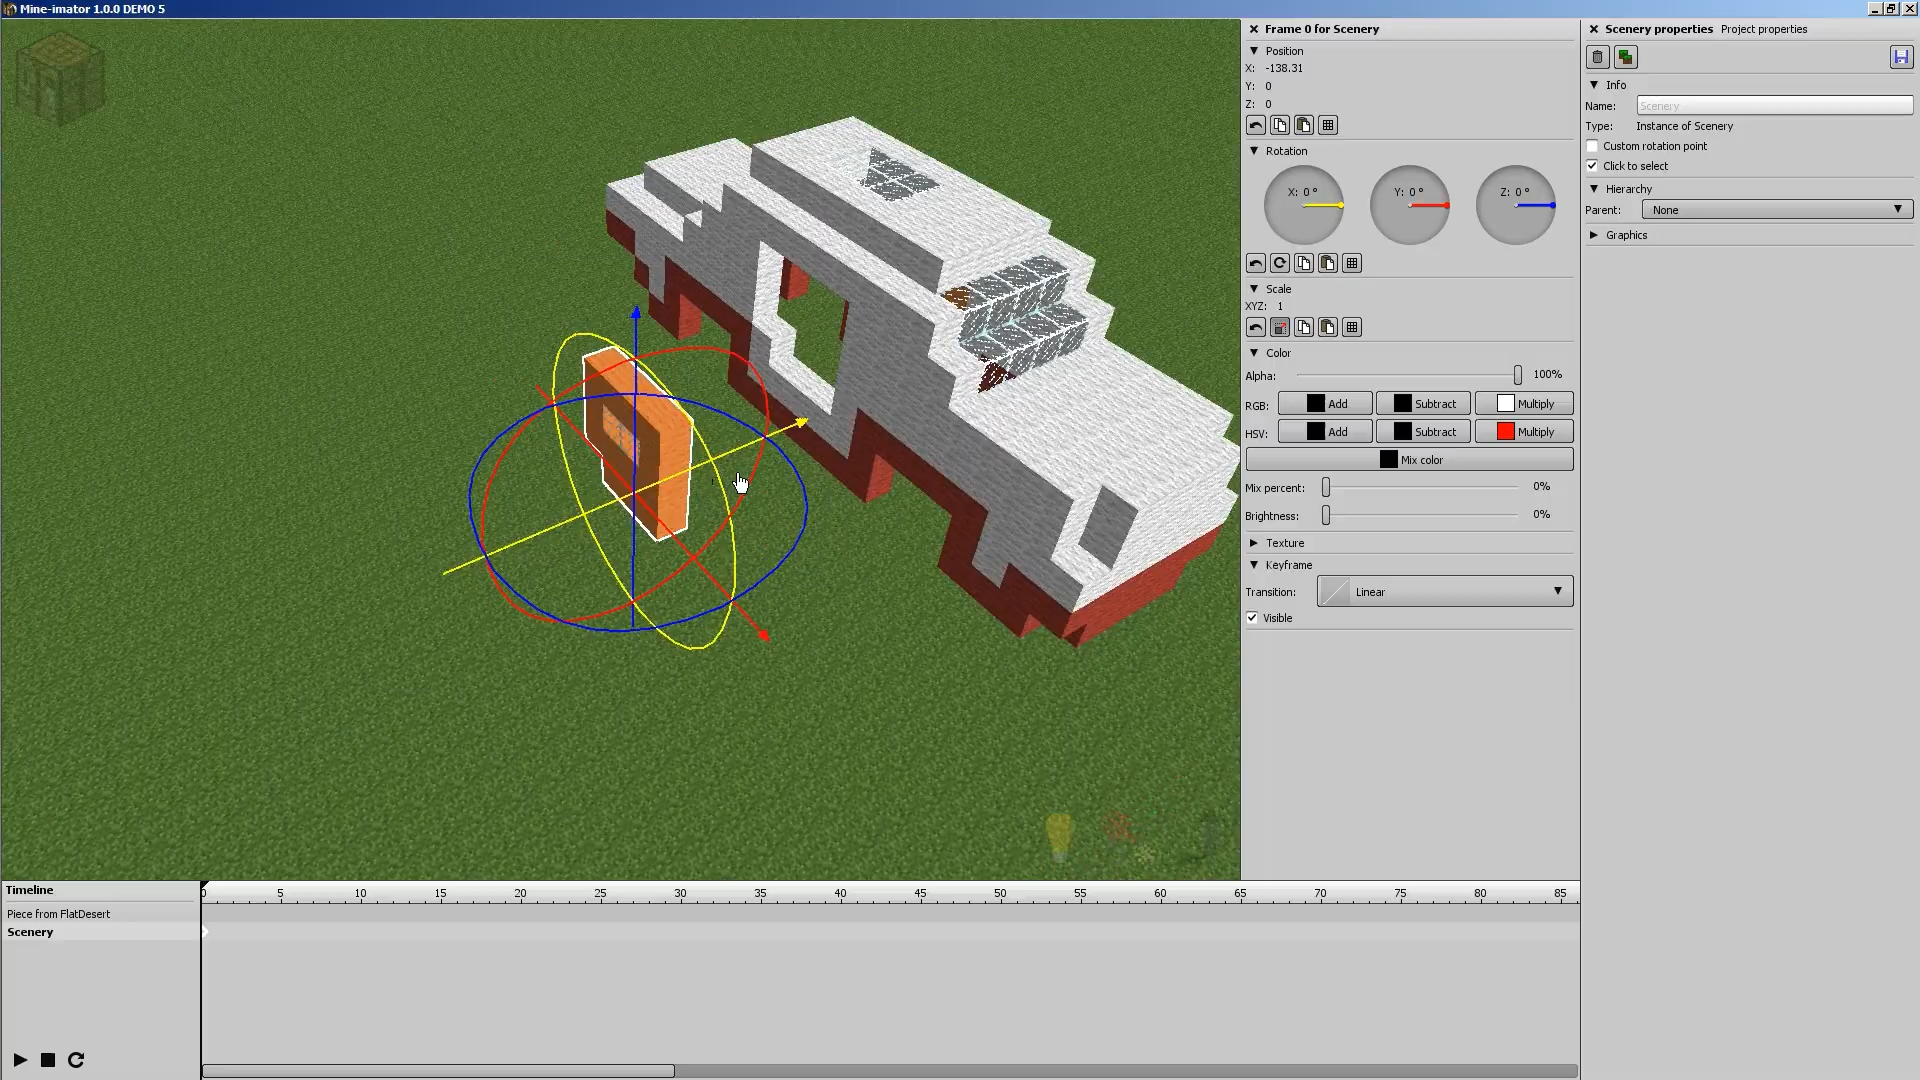 Mine-imator 1.0.0 DEMO 5
Frame 0 for Scenery
Position
X: -138.31
Y: 0
Z: 0
Rotation
X: 0 °
Y: 0 °
Z: 0 °
Scale
XYZ: 1
Color
Alpha: 100%
RGB: Add Subtract Multiply
HSV: Add Subtract Multiply
Mix color
Mix percent: 0%
Brightness: 0%
Texture
Keyframe
Transition: Linear
Visible
Scenery properties Project properties
Info
Name: Scenery
Type: Instance of Scenery
Custom rotation point
Click to select
Hierarchy
Parent: None
Graphics
Timeline
0 5 10 15 20 25 30 35 40 45 50 55 60 65 70 75 80 85
Piece from FlatDesert
Scenery